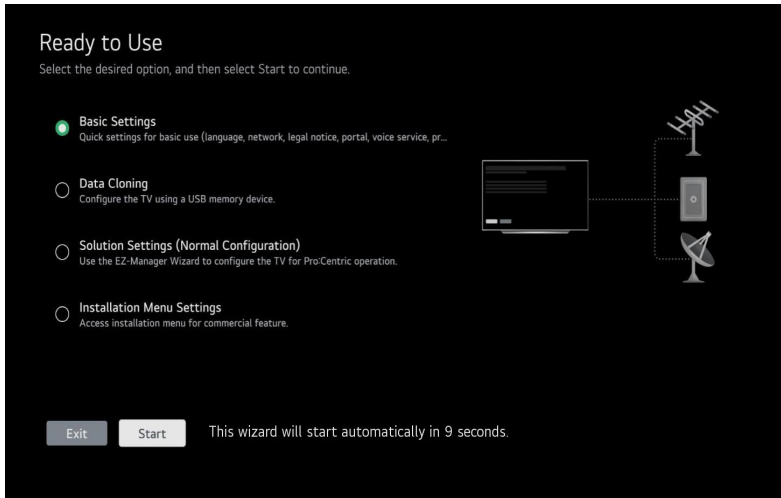 Ready to Use
Select the desired option, and then select Start to continue.
Basic Settings
Quick settings for basic use (language, network, legal notice, portal, voice service, pr...
Data Cloning
Configure the TV using a USB memory device.
Solution Settings (Normal Configuration)
Use the EZ-Manager Wizard to configure the TV for Pro:Centric operation.
Installation Menu Settings
Access installation menu for commercial feature.
Exit Start This wizard will start automatically in 9 seconds.